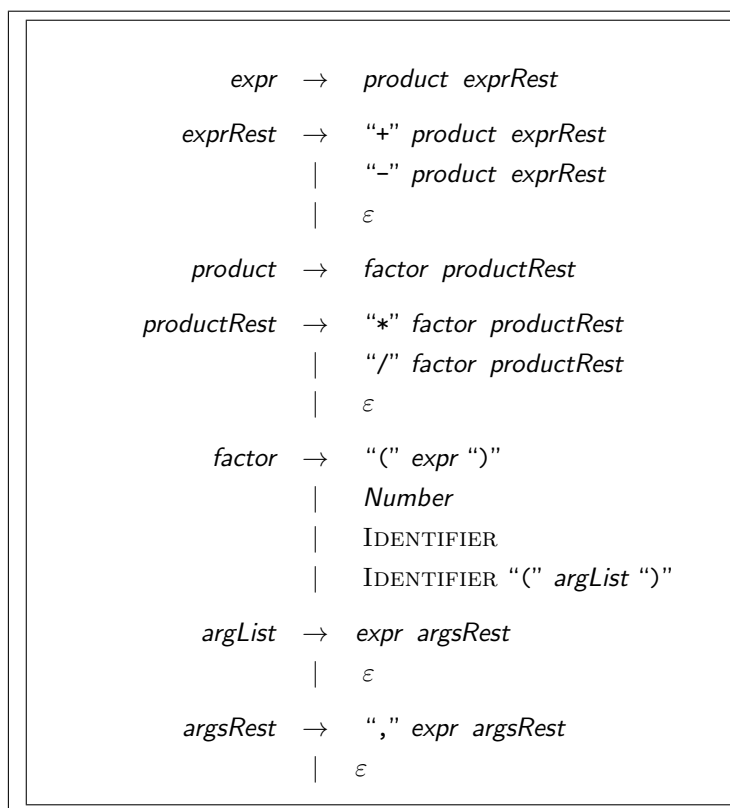 expr → product exprRest
exprRest → “+” product exprRest
| “-” product exprRest
| ε
product → factor productRest
productRest → “*” factor productRest
| “/” factor productRest
| ε
factor → “(” expr “)”
| Number
| IDENTIFIER
| IDENTIFIER “(” argList “)”
argList → expr argsRest
| ε
argsRest → “,” expr argsRest
| ε